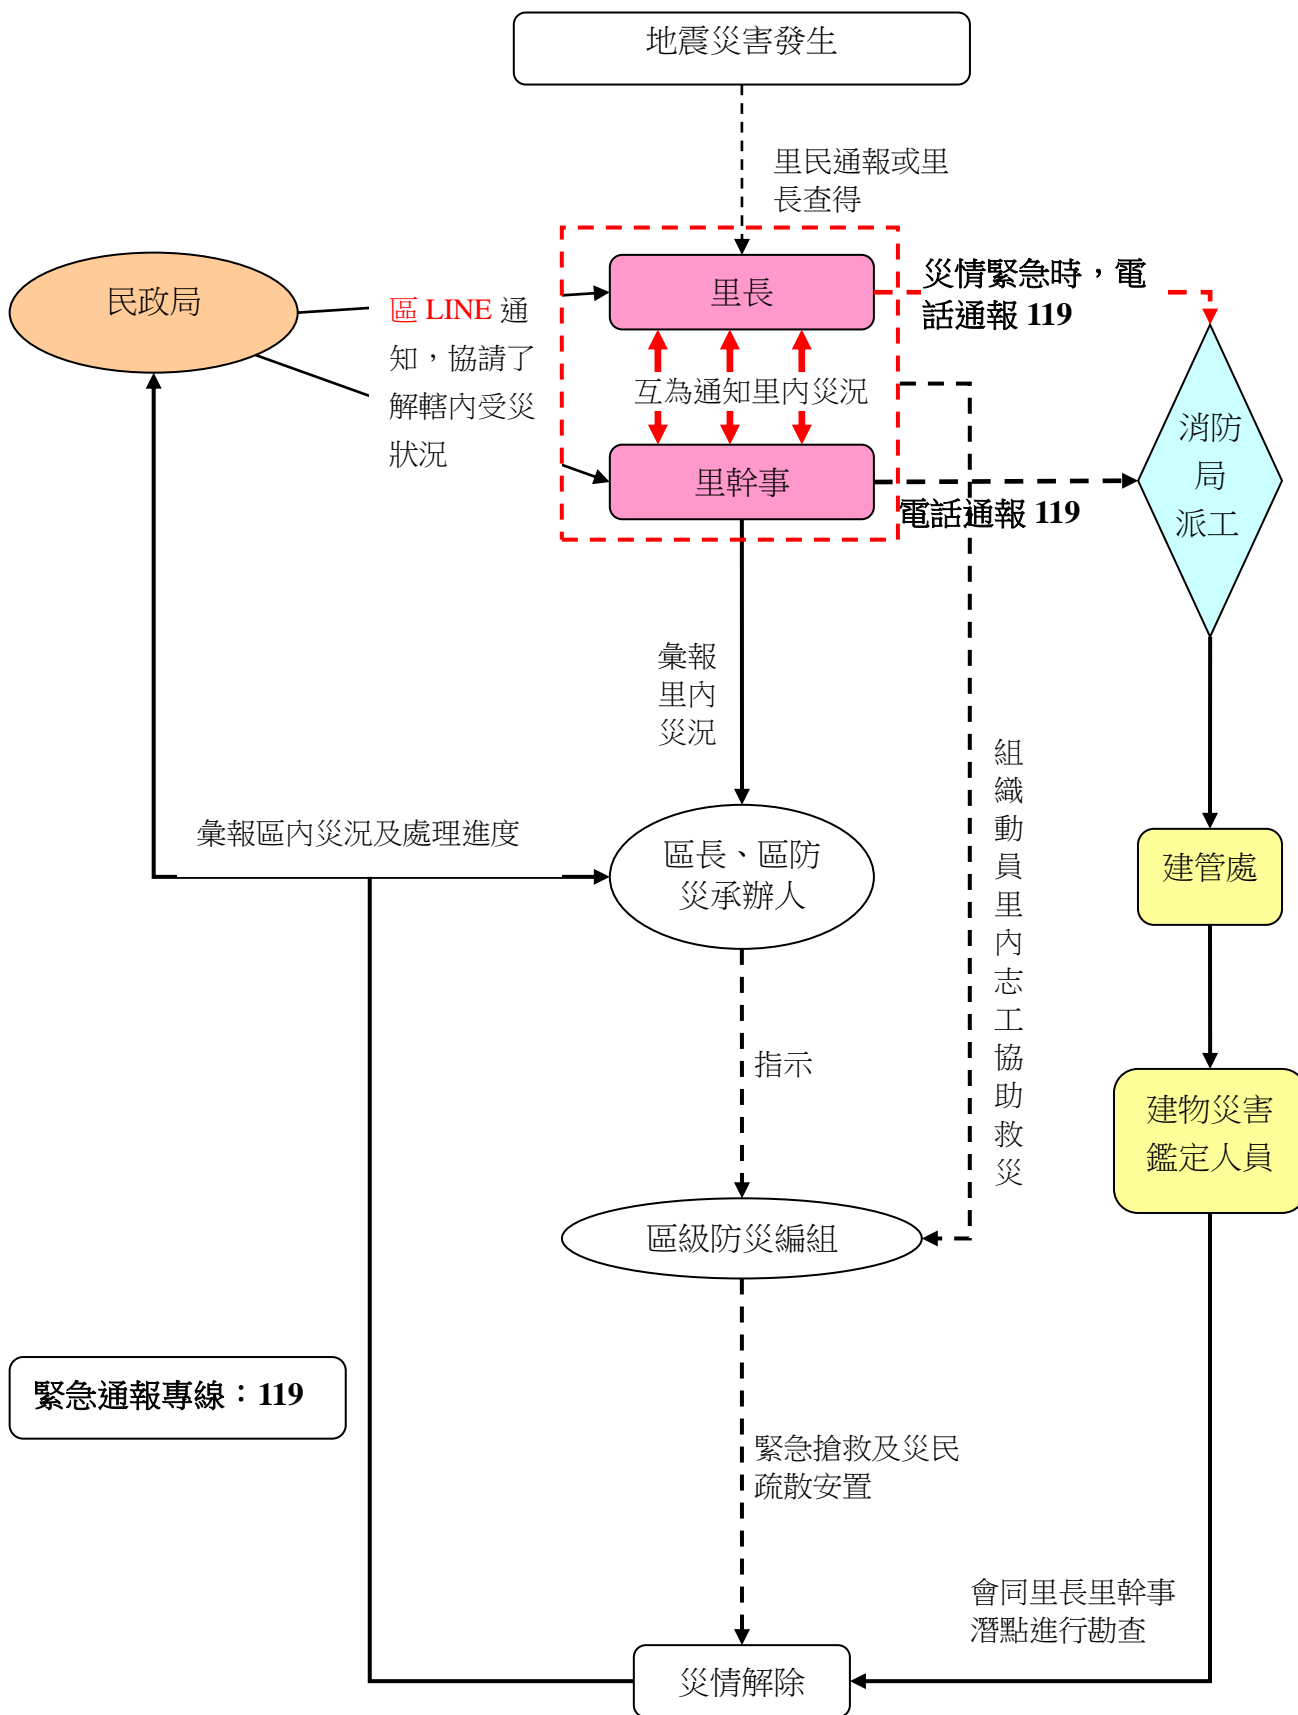 地震災害發生
里民通報或里
長查得
民政局
區 LINE 通
知，協請了
解轄內受災
狀況
里長
災情緊急時，電
話通報 119
互為通知里內災況
里幹事
電話通報 119
消防
局
派工
彙報
里內
災況
組
織
動
員
里
內
志
工
協
助
救
災
彙報區內災況及處理進度
區長、區防
災承辦人
建管處
指示
建物災害
鑑定人員
區級防災編組
緊急通報專線：119
緊急搶救及災民
疏散安置
會同里長里幹事
潛點進行勘查
災情解除